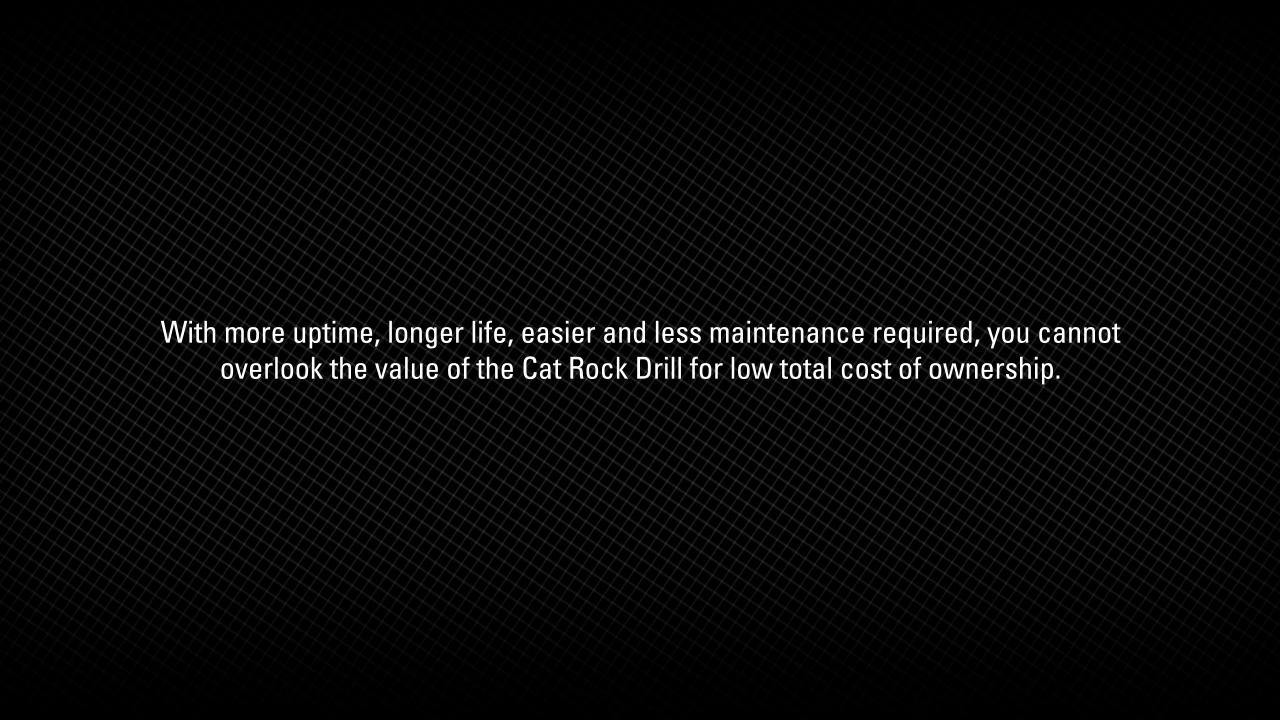 With more uptime, longer life, easier and less maintenance required, you cannot
overlook the value of the Cat Rock Drill for low total cost of ownership.